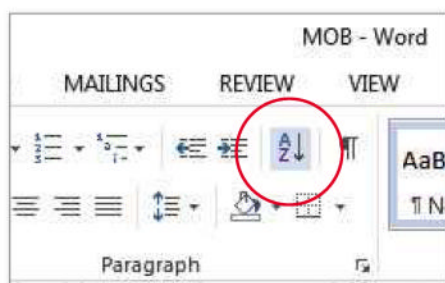 MOB - Word
MAILINGS REVIEW VIEW
A
Z
¶
AaB
¶ N
Paragraph